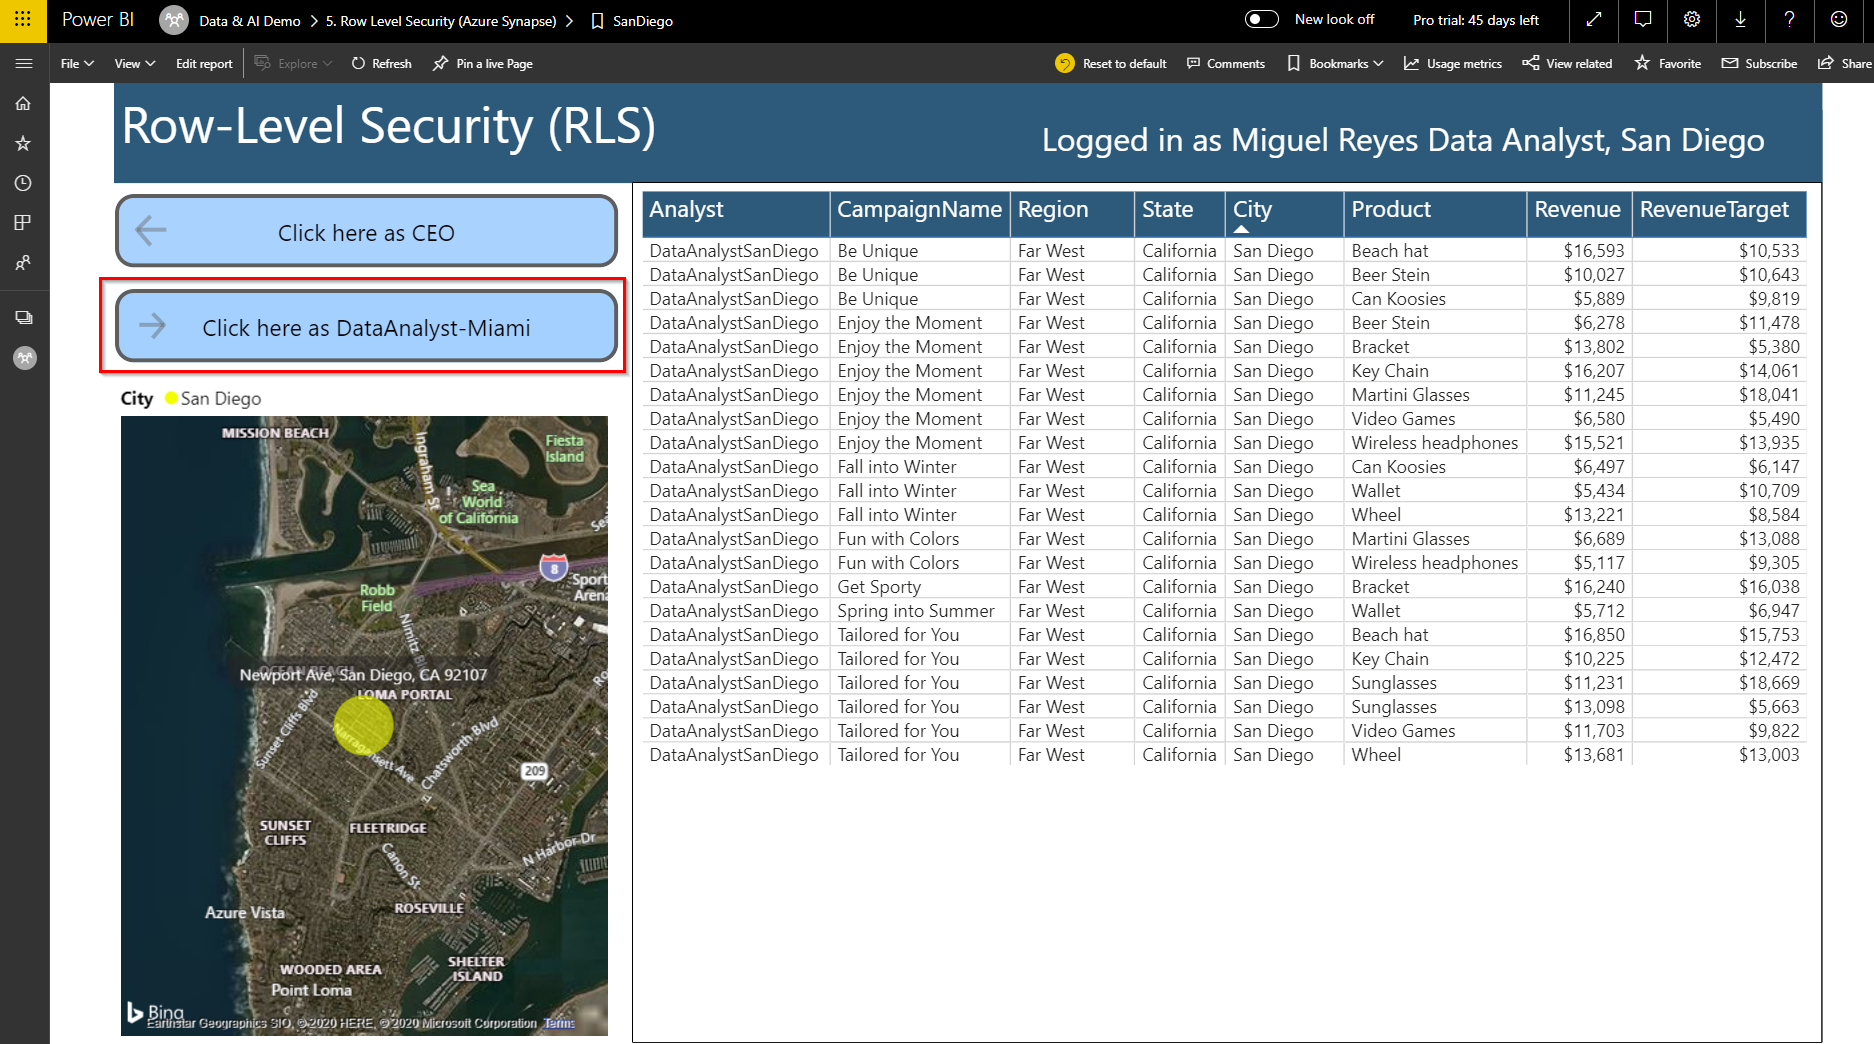 Power BI Data & AI Demo > 5. Row Level Security (Azure Synapse) > SanDiego New look off Pro trial: 45 days left
File View Edit report Explore Refresh Pin a live Page Reset to default Comments Bookmarks Usage metrics View related Favorite Subscribe Share
Row-Level Security (RLS)
Logged in as Miguel Reyes Data Analyst, San Diego
Click here as CEO
Click here as DataAnalyst-Miami
City San Diego
MISSION BEACH
Ingraham St
Fiesta
Island
Sea
World
of California
8
Sport
Arena
Robb
Field
Nimitz Bl
OCEAN BEACH
Newport Ave, San Diego, CA 92107
LOMA PORTAL
Sunset Cliffs Blvd
Narragansett Ave
Chatsworth Blvd
209
SUNSET
CLIFFS
FLEETRIDGE
Canon St
N Harbor Dr
Azure Vista
ROSEVILLE
WOODED AREA
Point Loma
SHELTER
ISLAND
Bing
Earthstar Geographics SIO, © 2020 HERE, © 2020 Microsoft Corporation Terms
Analyst CampaignName Region State City Product Revenue RevenueTarget
DataAnalystSanDiego Be Unique Far West California San Diego Beach hat $16,593 $10,533
DataAnalystSanDiego Be Unique Far West California San Diego Beer Stein $10,027 $10,643
DataAnalystSanDiego Be Unique Far West California San Diego Can Koosies $5,889 $9,819
DataAnalystSanDiego Enjoy the Moment Far West California San Diego Beer Stein $6,278 $11,478
DataAnalystSanDiego Enjoy the Moment Far West California San Diego Bracket $13,802 $5,380
DataAnalystSanDiego Enjoy the Moment Far West California San Diego Key Chain $16,207 $14,061
DataAnalystSanDiego Enjoy the Moment Far West California San Diego Martini Glasses $11,245 $18,041
DataAnalystSanDiego Enjoy the Moment Far West California San Diego Video Games $6,580 $5,490
DataAnalystSanDiego Enjoy the Moment Far West California San Diego Wireless headphones $15,521 $13,935
DataAnalystSanDiego Fall into Winter Far West California San Diego Can Koosies $6,497 $6,147
DataAnalystSanDiego Fall into Winter Far West California San Diego Wallet $5,434 $10,709
DataAnalystSanDiego Fall into Winter Far West California San Diego Wheel $13,221 $8,584
DataAnalystSanDiego Fun with Colors Far West California San Diego Martini Glasses $6,689 $13,088
DataAnalystSanDiego Fun with Colors Far West California San Diego Wireless headphones $5,117 $9,305
DataAnalystSanDiego Get Sporty Far West California San Diego Bracket $16,240 $16,038
DataAnalystSanDiego Spring into Summer Far West California San Diego Wallet $5,712 $6,947
DataAnalystSanDiego Tailored for You Far West California San Diego Beach hat $16,850 $15,753
DataAnalystSanDiego Tailored for You Far West California San Diego Key Chain $10,225 $12,472
DataAnalystSanDiego Tailored for You Far West California San Diego Sunglasses $11,231 $18,669
DataAnalystSanDiego Tailored for You Far West California San Diego Sunglasses $13,098 $5,663
DataAnalystSanDiego Tailored for You Far West California San Diego Video Games $11,703 $9,822
DataAnalystSanDiego Tailored for You Far West California San Diego Wheel $13,681 $13,003